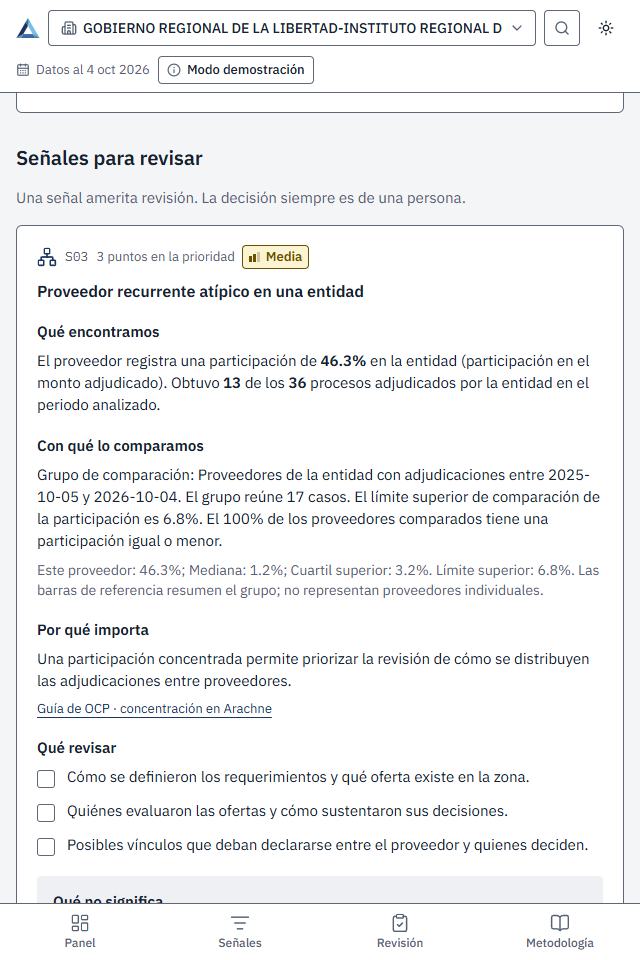 GOBIERNO REGIONAL DE LA LIBERTAD-INSTITUTO REGIONAL D
Datos al 4 oct 2026
Modo demostración
Señales para revisar
Una señal amerita revisión. La decisión siempre es de una persona.
S03 3 puntos en la prioridad Media
Proveedor recurrente atípico en una entidad
Qué encontramos
El proveedor registra una participación de 46.3% en la entidad (participación en el
monto adjudicado). Obtuvo 13 de los 36 procesos adjudicados por la entidad en el
periodo analizado.
Con qué lo comparamos
Grupo de comparación: Proveedores de la entidad con adjudicaciones entre 2025-
10-05 y 2026-10-04. El grupo reúne 17 casos. El límite superior de comparación de
la participación es 6.8%. El 100% de los proveedores comparados tiene una
participación igual o menor.
Este proveedor: 46.3%; Mediana: 1.2%; Cuartil superior: 3.2%. Límite superior: 6.8%. Las
barras de referencia resumen el grupo; no representan proveedores individuales.
Por qué importa
Una participación concentrada permite priorizar la revisión de cómo se distribuyen
las adjudicaciones entre proveedores.
Guía de OCP · concentración en Arachne
Qué revisar
Cómo se definieron los requerimientos y qué oferta existe en la zona.
Quiénes evaluaron las ofertas y cómo sustentaron sus decisiones.
Posibles vínculos que deban declararse entre el proveedor y quienes deciden.
Qué no significa
Panel
Señales
Revisión
Metodología